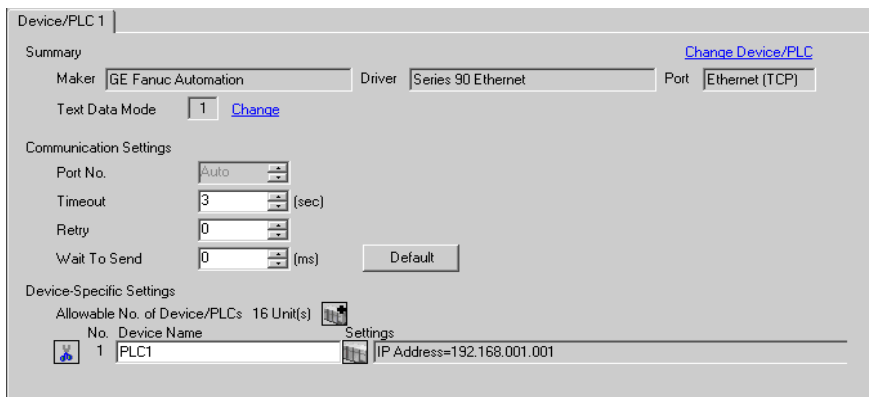 Device/PLC 1
Summary Change Device/PLC
Maker GE Fanuc Automation Driver Series 90 Ethernet Port Ethernet (TCP)
Text Data Mode 1 Change
Communication Settings
Port No. Auto
Timeout 3 (sec)
Retry 0
Wait To Send 0 (ms) Default
Device-Specific Settings
Allowable No. of Device/PLCs 16 Unit(s)
No. Device Name Settings
1 PLC1 IP Address=192.168.001.001